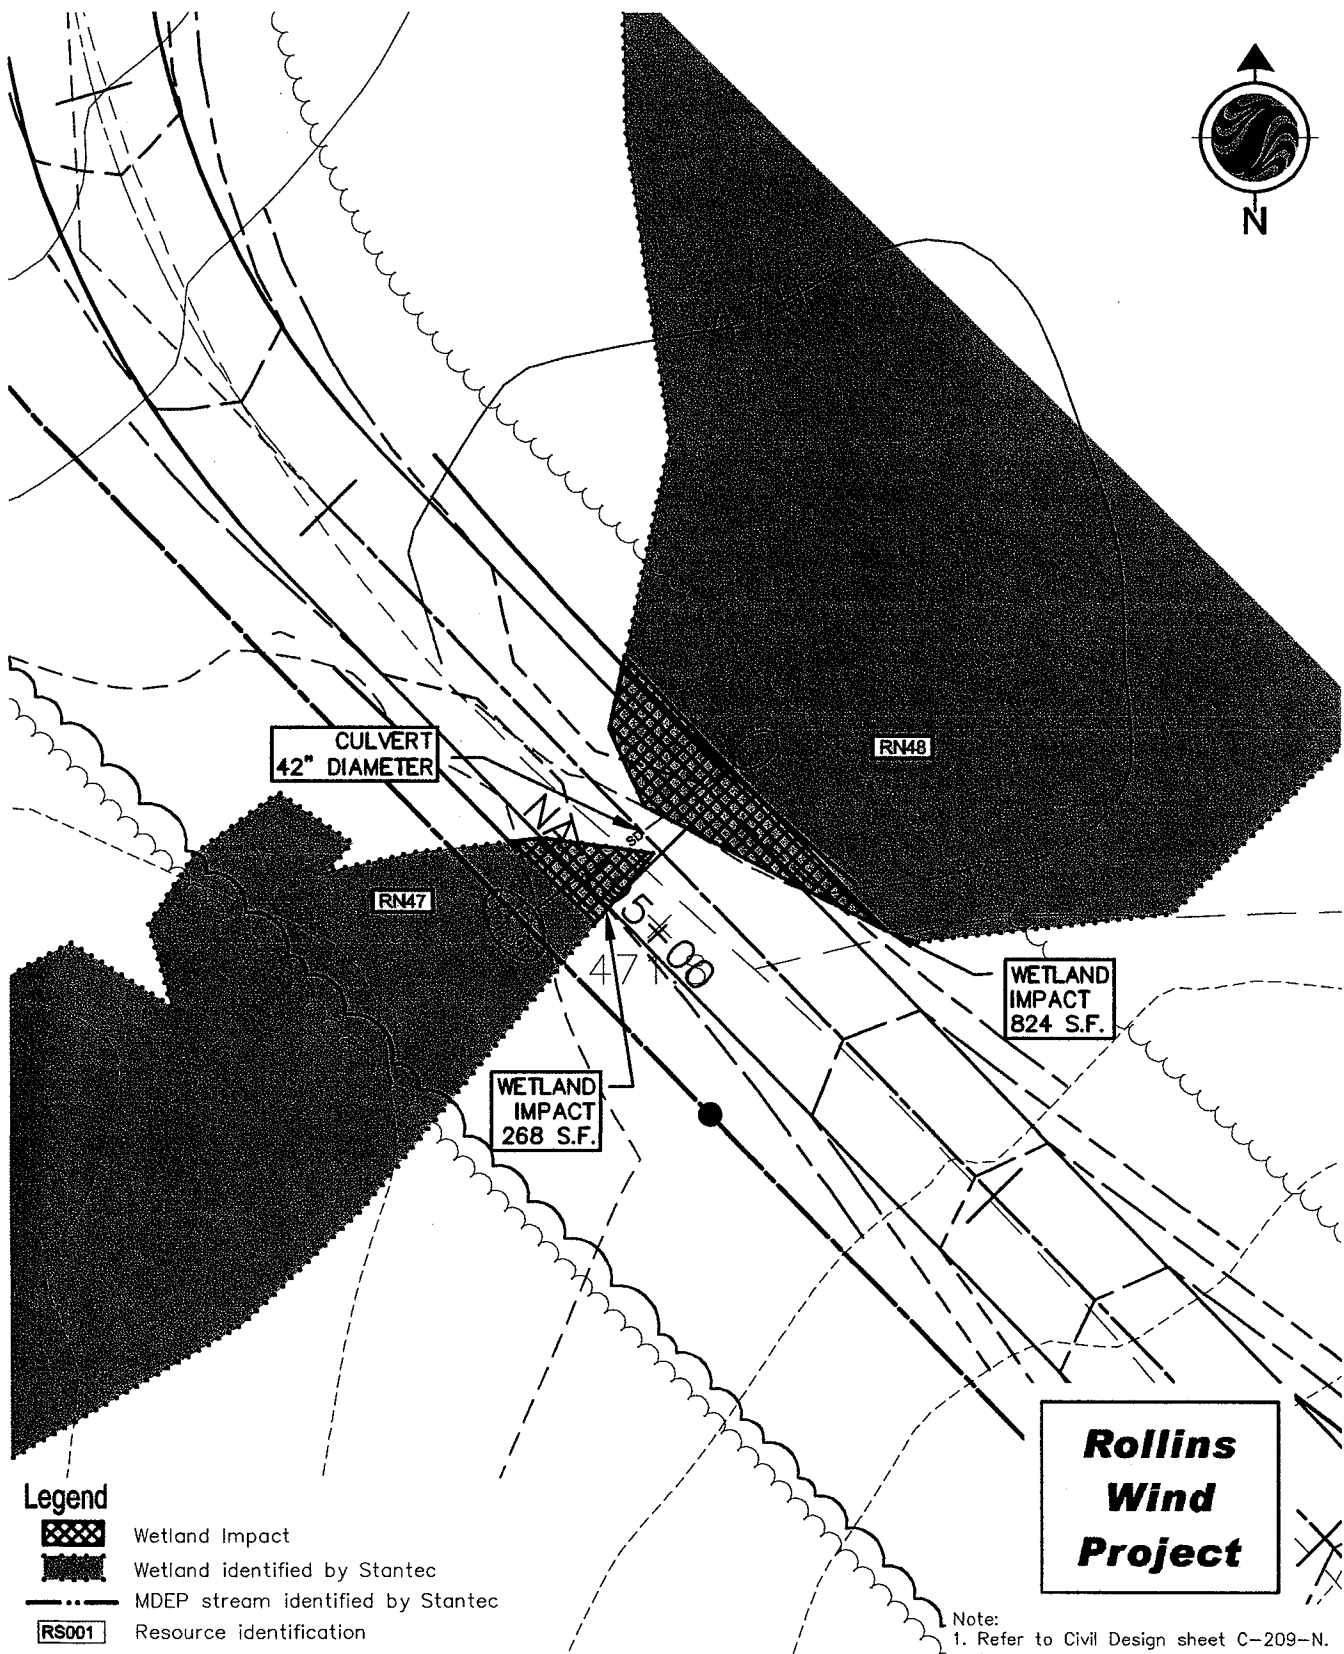 N
RN48
CULVERT
42" DIAMETER
SD
RN47
5+00
WETLAND
IMPACT
824 S.F.
WETLAND
IMPACT
268 S.F.
Rollins
Wind
Project
Legend
Wetland Impact
Wetland identified by Stantec
MDEP stream identified by Stantec
RS001 Resource identification
Note:
1. Refer to Civil Design sheet C-209-N.